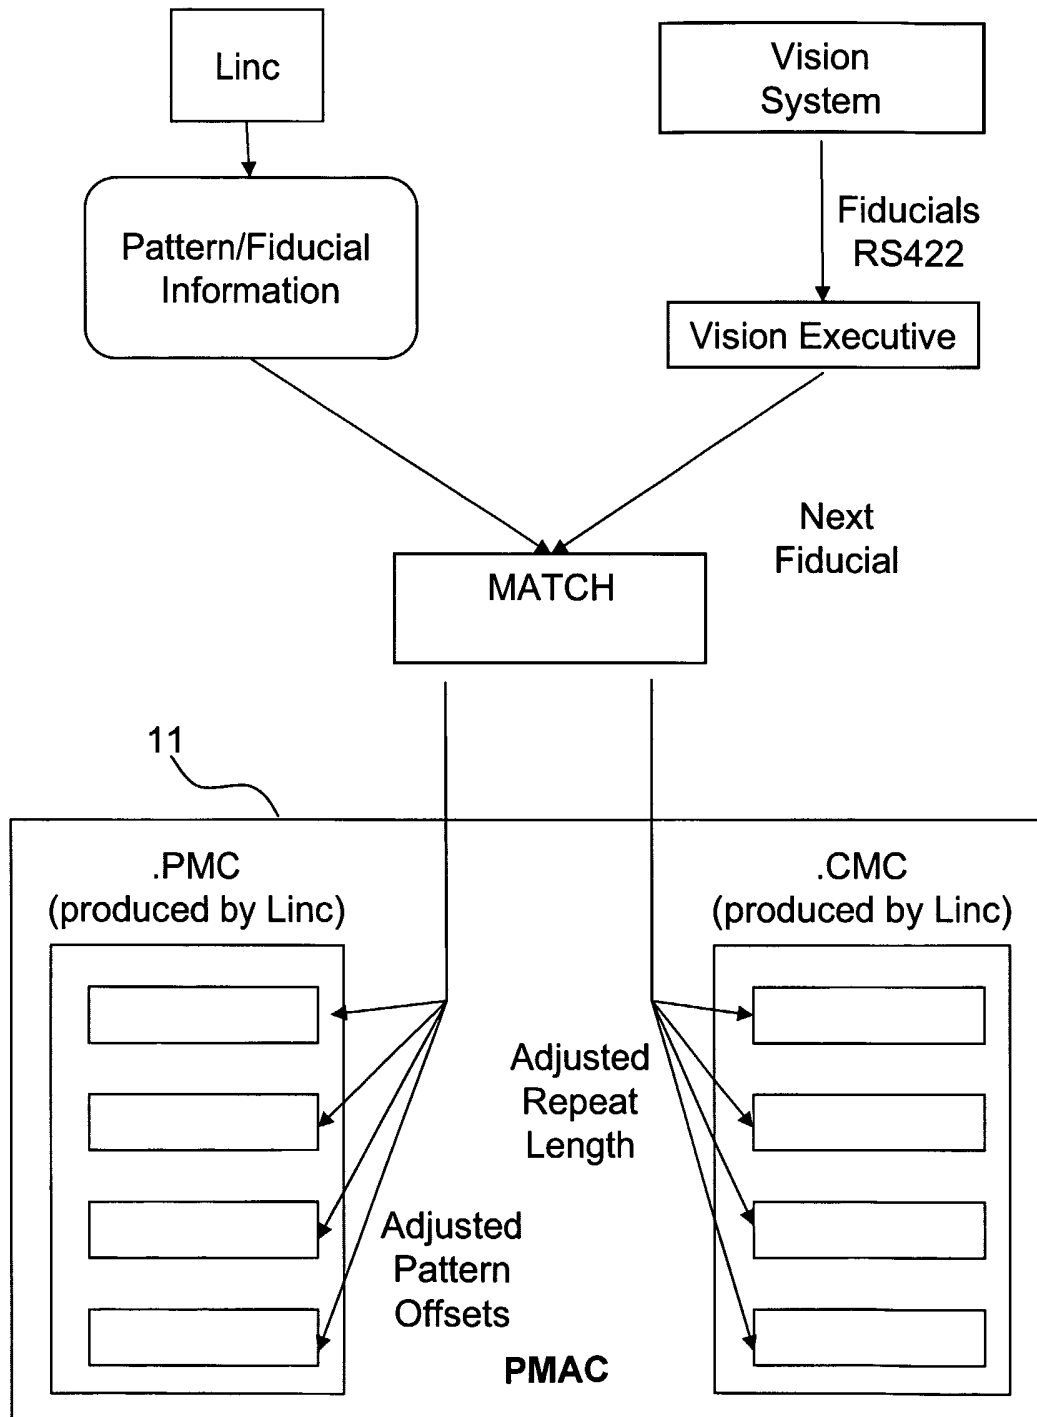 Linc
Vision
System
Pattern/Fiducial
Information
Fiducials
RS422
Vision Executive
Next
Fiducial
MATCH
11
.PMC
(produced by Linc)
.CMC
(produced by Linc)
Adjusted
Repeat
Length
Adjusted
Pattern
Offsets
PMAC